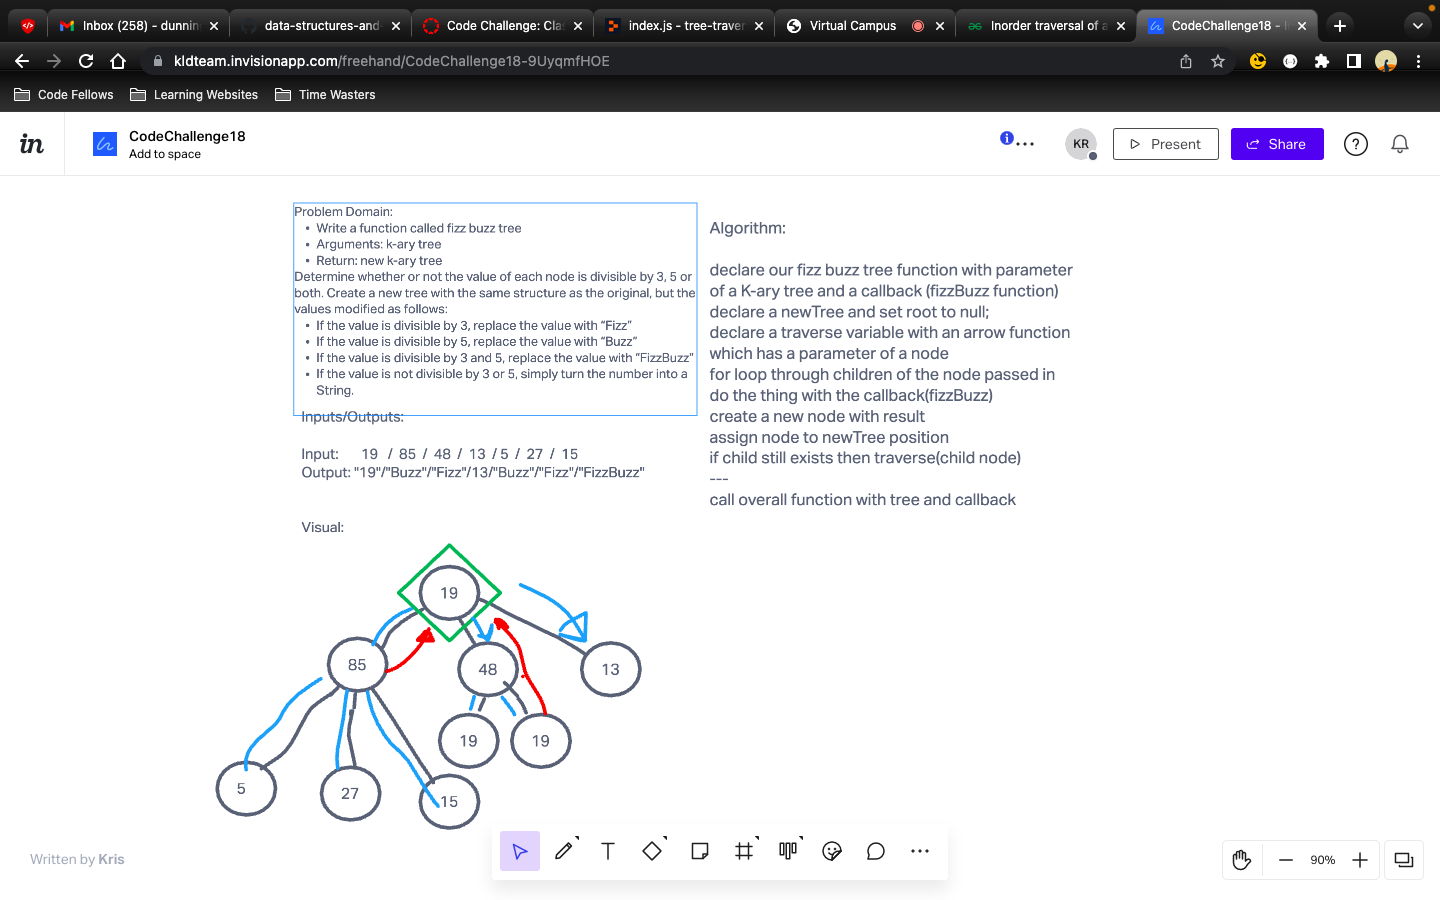 Inbox (258) - dunnin
data-structures-and-
Code Challenge: Clas
index.js - tree-traver
Virtual Campus
Inorder traversal of a
CodeChallenge18 -
kldteam.invisionapp.com/freehand/CodeChallenge18-9UyqmfHOE
Code Fellows
Learning Websites
Time Wasters
in
CodeChallenge18
Add to space
KR
Present
Share
Problem Domain:
• Write a function called fizz buzz tree
• Arguments: k-ary tree
• Return: new k-ary tree
Determine whether or not the value of each node is divisible by 3, 5 or
both. Create a new tree with the same structure as the original, but the
values modified as follows:
• If the value is divisible by 3, replace the value with “Fizz”
• If the value is divisible by 5, replace the value with “Buzz”
• If the value is divisible by 3 and 5, replace the value with “FizzBuzz”
• If the value is not divisible by 3 or 5, simply turn the number into a
String.
Inputs/Outputs:
Input: 19 / 85 / 48 / 13 / 5 / 27 / 15
Output: "19"/"Buzz"/"Fizz"/13/"Buzz"/"Fizz"/"FizzBuzz"
Visual:
Algorithm:
declare our fizz buzz tree function with parameter
of a K-ary tree and a callback (fizzBuzz function)
declare a newTree and set root to null;
declare a traverse variable with an arrow function
which has a parameter of a node
for loop through children of the node passed in
do the thing with the callback(fizzBuzz)
create a new node with result
assign node to newTree position
if child still exists then traverse(child node)
---
call overall function with tree and callback
19
85
48
13
19
19
5
27
15
Written by Kris
T
90%